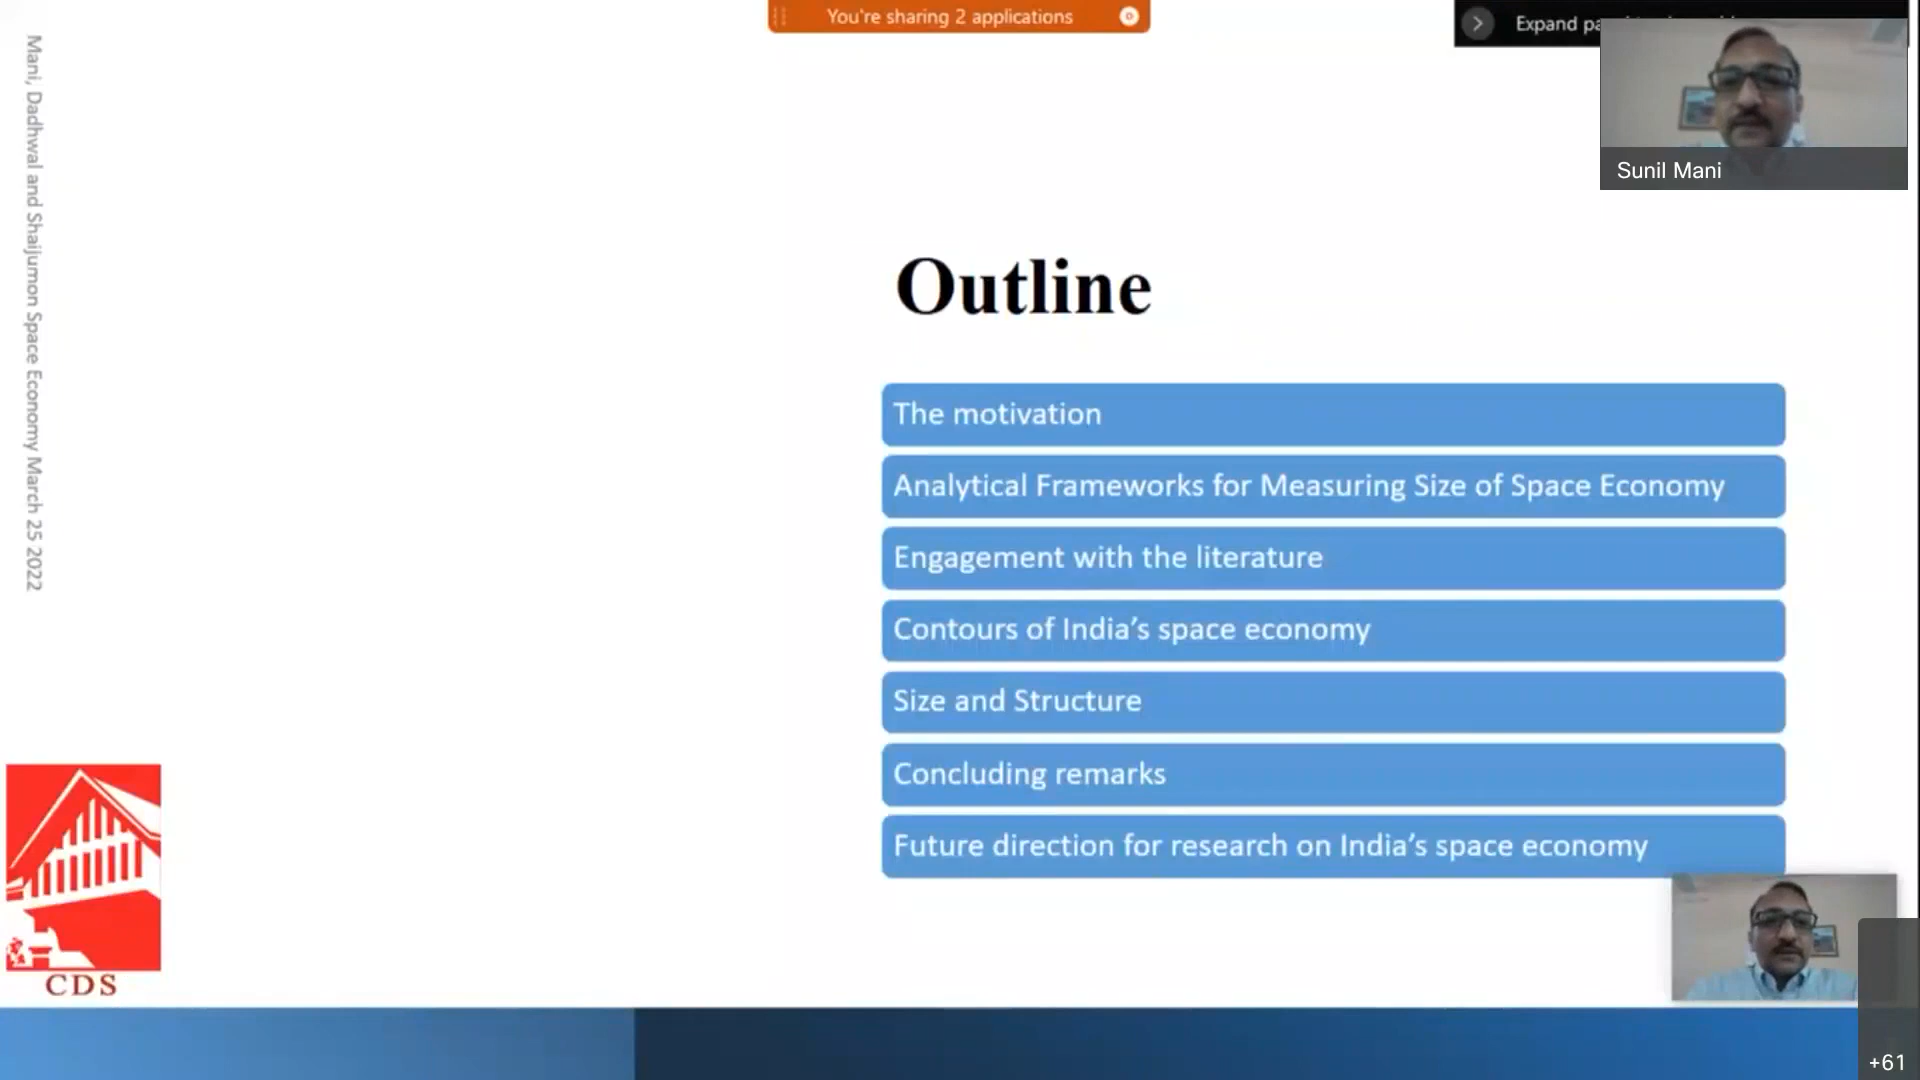 You're sharing 2 applications
Expand pa
Sunil Mani
Mani, Dadhwal and Shaijumon Space Economy March 25 2022
Outline
The motivation
Analytical Frameworks for Measuring Size of Space Economy
Engagement with the literature
Contours of India’s space economy
Size and Structure
Concluding remarks
Future direction for research on India’s space economy
CDS
+61